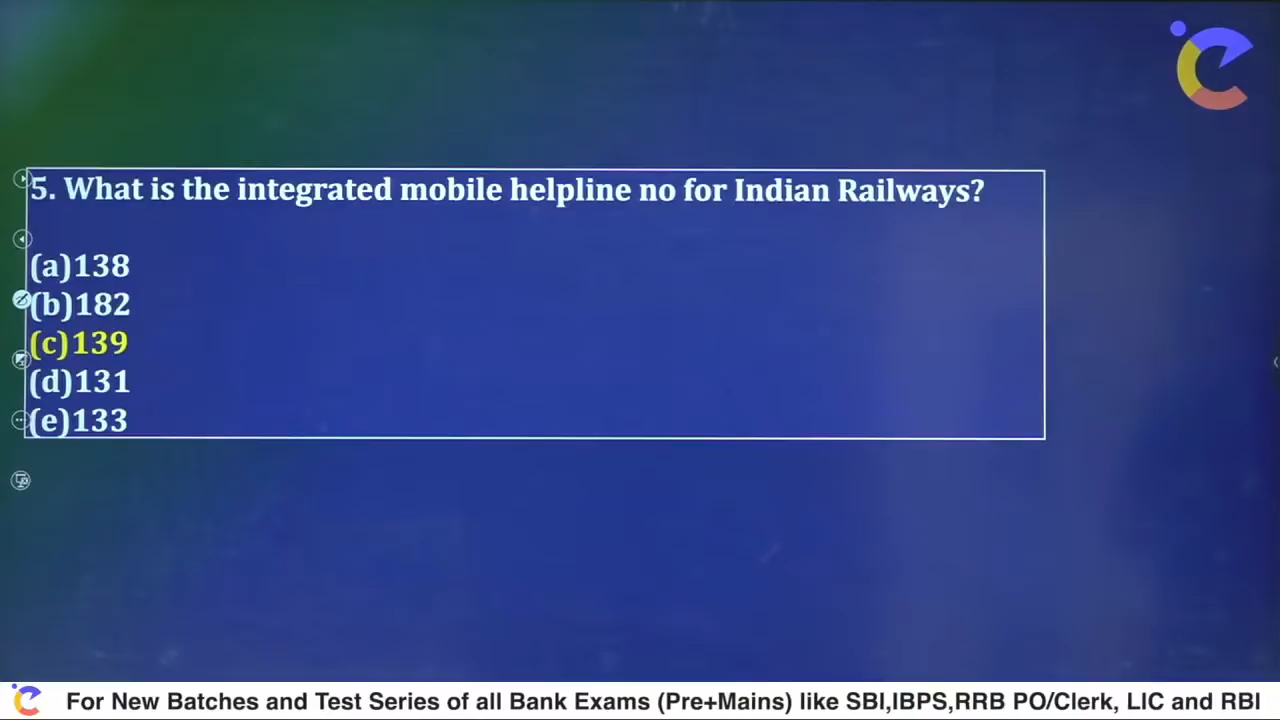 5. What is the integrated mobile helpline no for Indian Railways?
(a)138
(b)182
(c)139
(d)131
(e)133
For New Batches and Test Series of all Bank Exams (Pre+Mains) like SBI,IBPS,RRB PO/Clerk, LIC and RBI